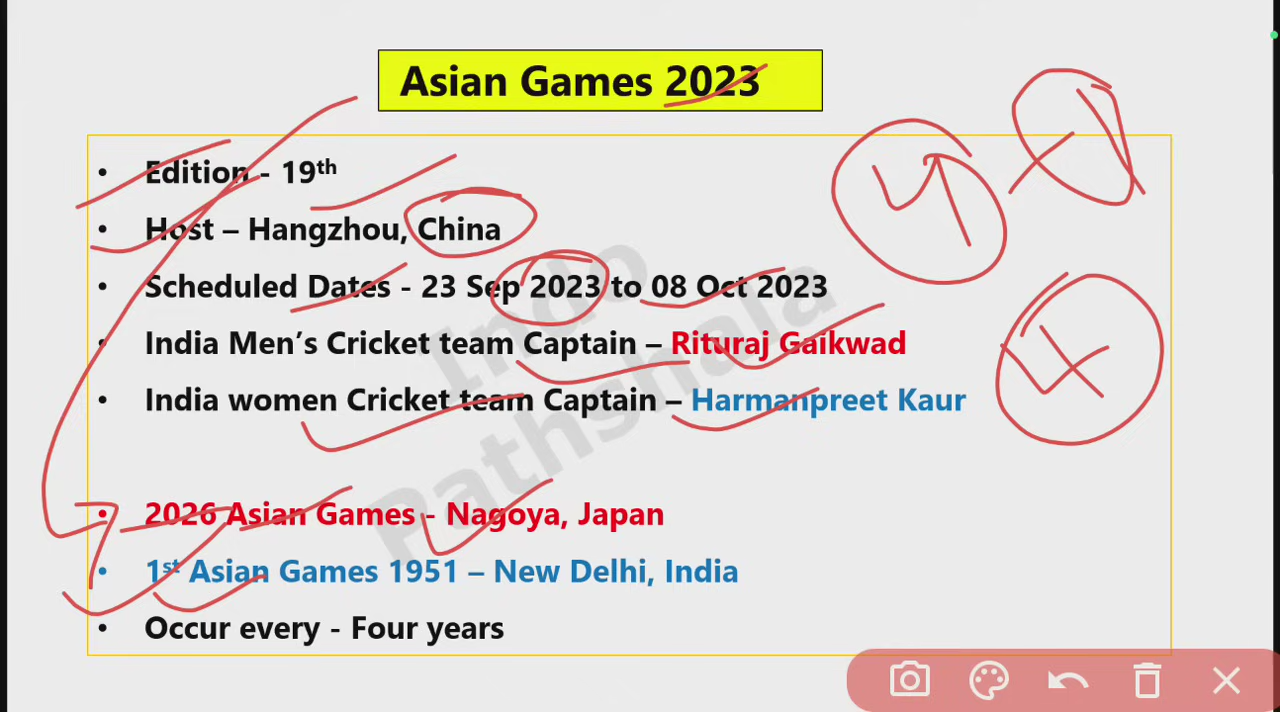 Asian Games 2023
• Edition - 19th
• Host – Hangzhou, China
• Scheduled Dates - 23 Sep 2023 to 08 Oct 2023
• India Men's Cricket team Captain – Rituraj Gaikwad
• India women Cricket team Captain – Harmanpreet Kaur
• 2026 Asian Games - Nagoya, Japan
• 1st Asian Games 1951 – New Delhi, India
• Occur every - Four years
Indo
Pathshala